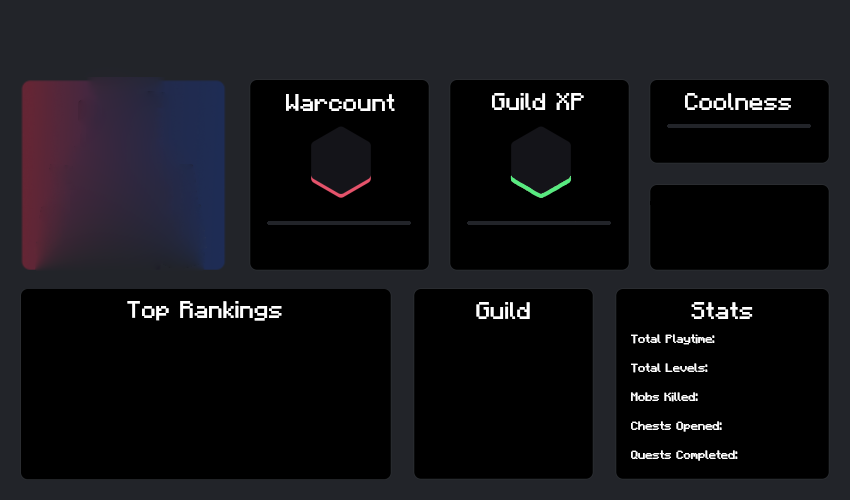 Warcount
Guild XP
Coolness
Top Rankings
Guild
Stats
Total Playtime:
Total Levels:
Mobs Killed:
Chests Opened:
Quests Completed: